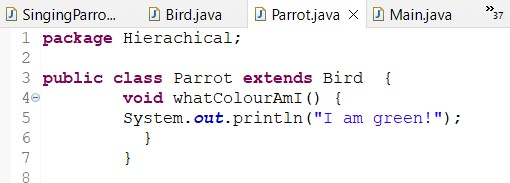 SingingParro... Bird.java Parrot.java Main.java 37
1 package Hierachical;
2
3 public class Parrot extends Bird {
4 void whatColourAmI() {
5 System.out.println("I am green!");
6 }
7 }
8